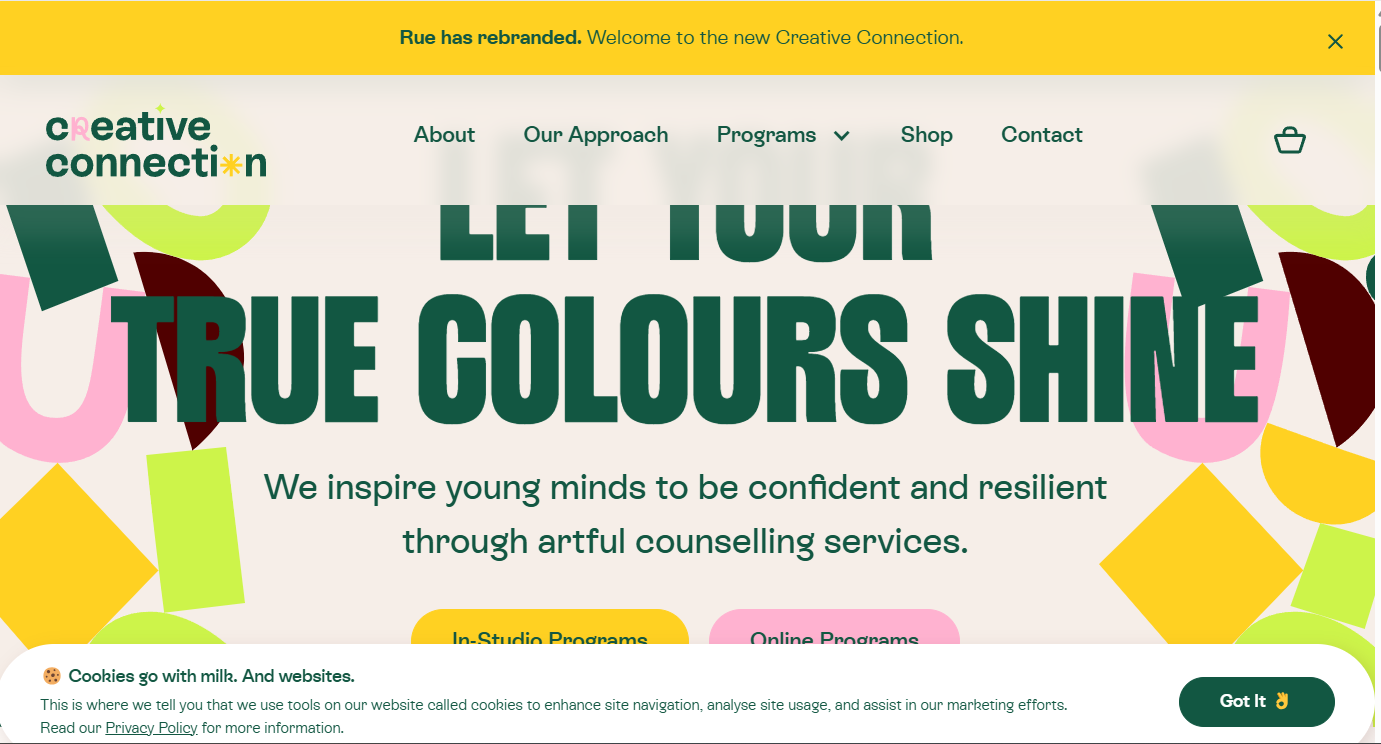 Rue has rebranded. Welcome to the new Creative Connection.
creative
connection
About Our Approach Programs Shop Contact
LET YOUR
TRUE COLOURS SHINE
We inspire young minds to be confident and resilient
through artful counselling services.
In-Studio Programs Online Programs
Cookies go with milk. And websites.
This is where we tell you that we use tools on our website called cookies to enhance site navigation, analyse site usage, and assist in our marketing efforts.
Read our Privacy Policy for more information.
Got It